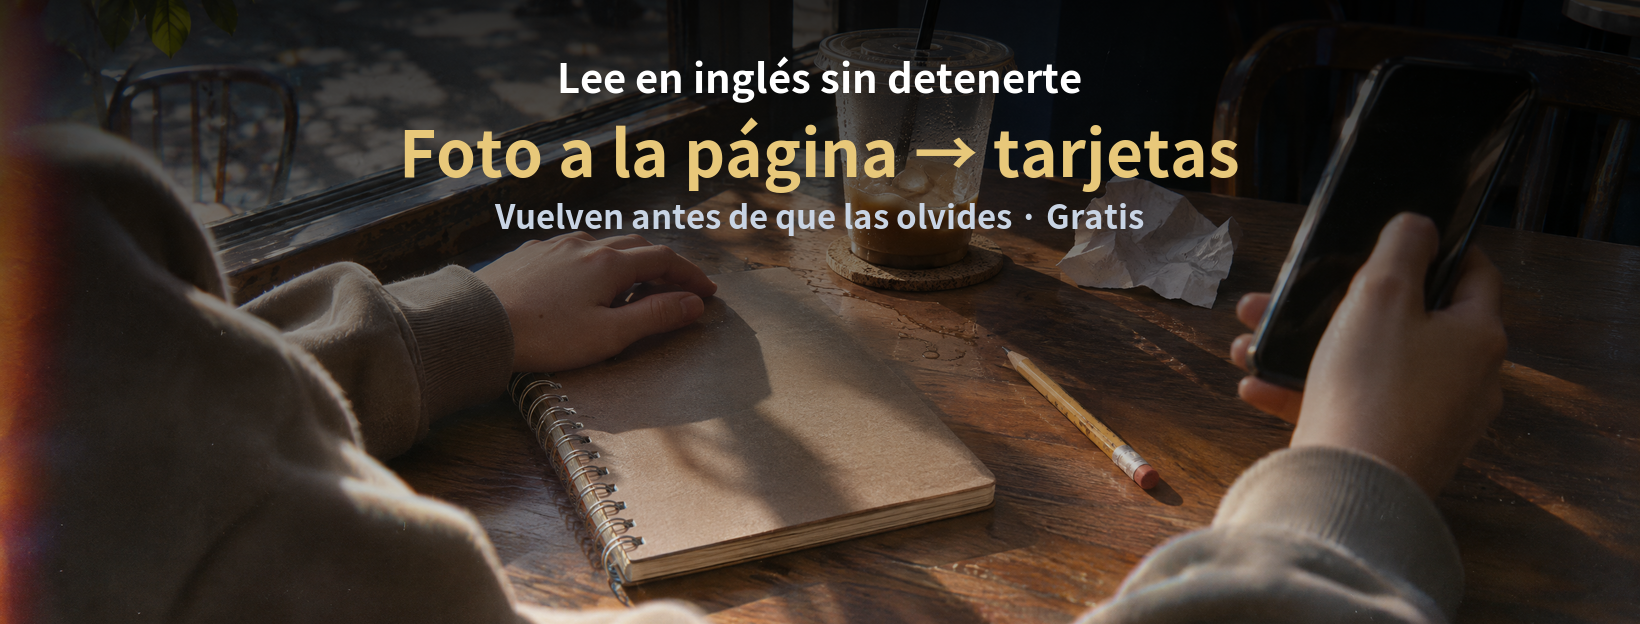 Lee en inglés sin detenerte
Foto a la página → tarjetas
Vuelven antes de que las olvides · Gratis